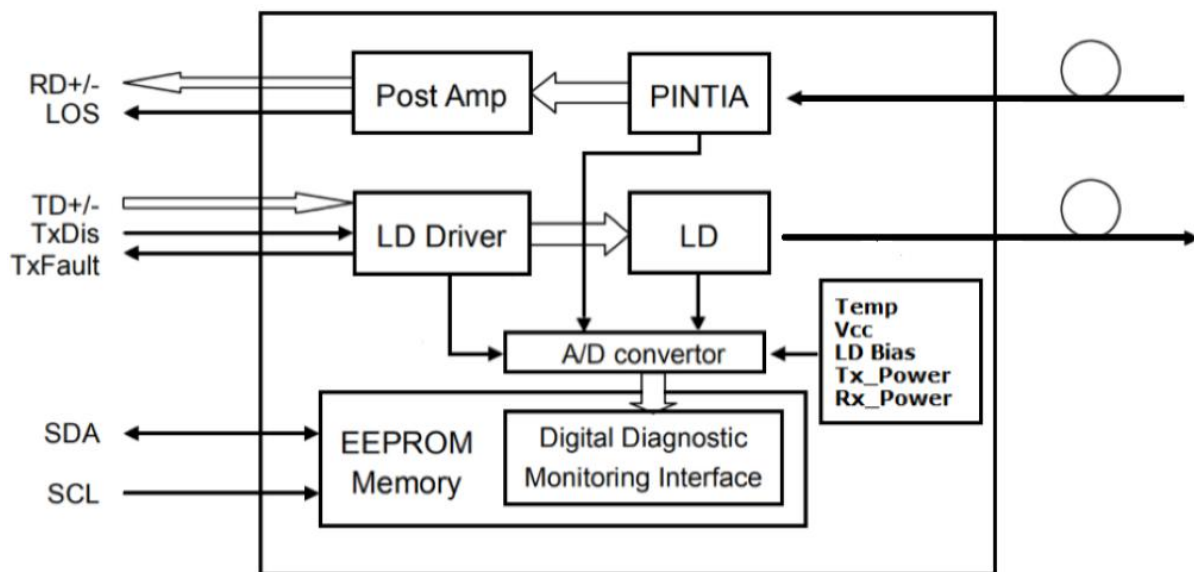 RD+/-
LOS
Post Amp
PINTIA
TD+/-
TxDis
TxFault
LD Driver
LD
Temp
Vcc
LD Bias
Tx_Power
Rx_Power
A/D convertor
SDA
SCL
EEPROM
Memory
Digital Diagnostic
Monitoring Interface